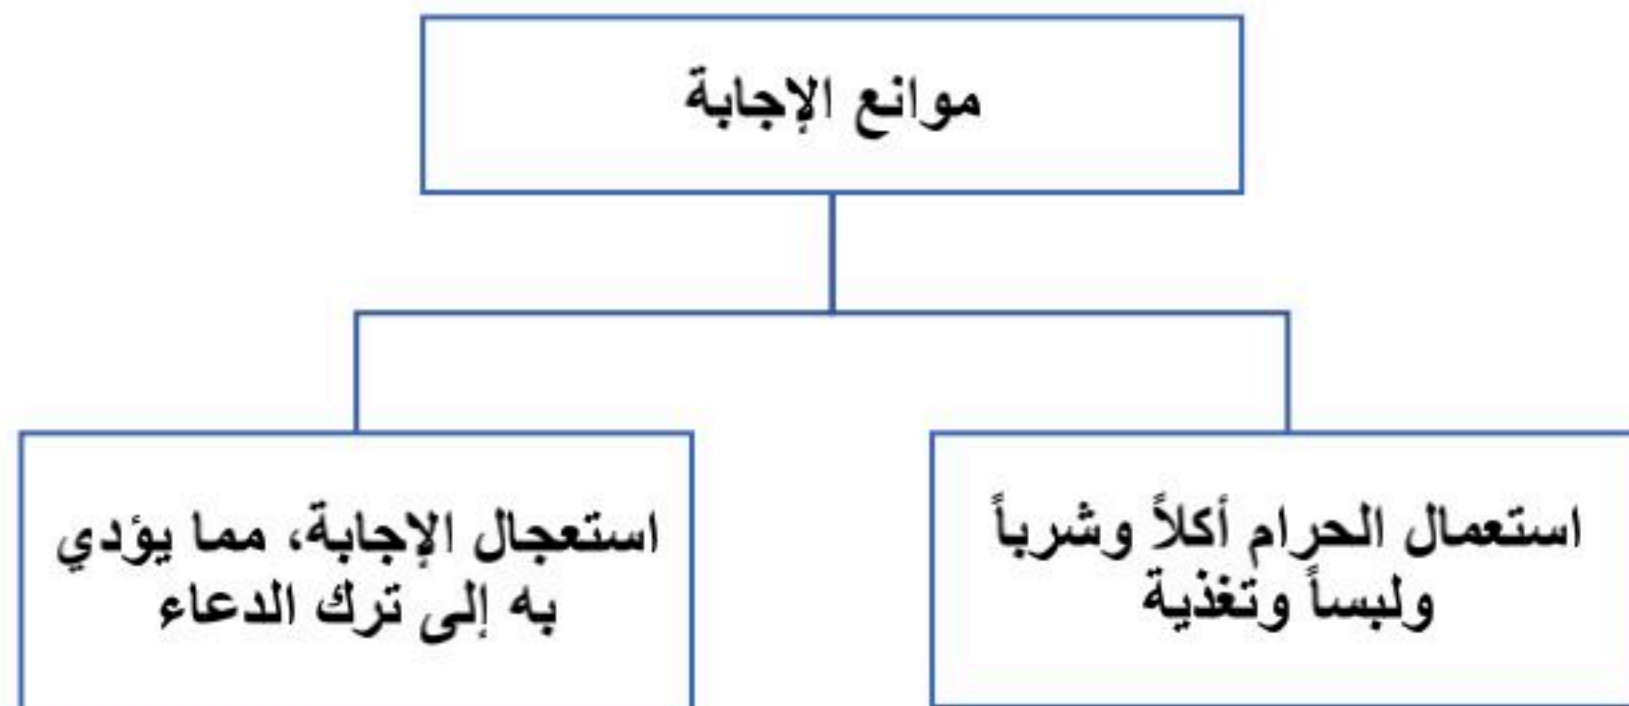 موانع الإجابة
استعمال الحرام أكلاً وشرباً
ولبساً وتغذية
استعجال الإجابة، مما يؤدي
به إلى ترك الدعاء